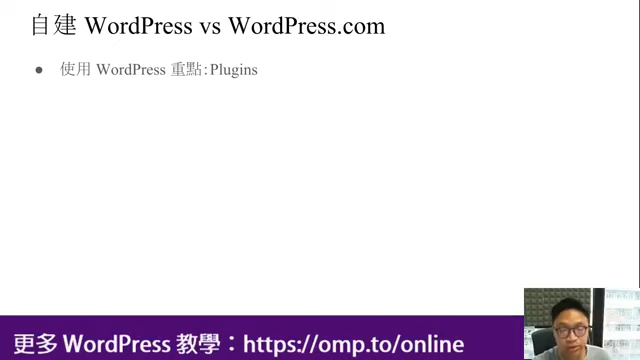 自建 WordPress vs WordPress.com
● 使用 WordPress 重點：Plugins
更多 WordPress 教學：https://omp.to/online